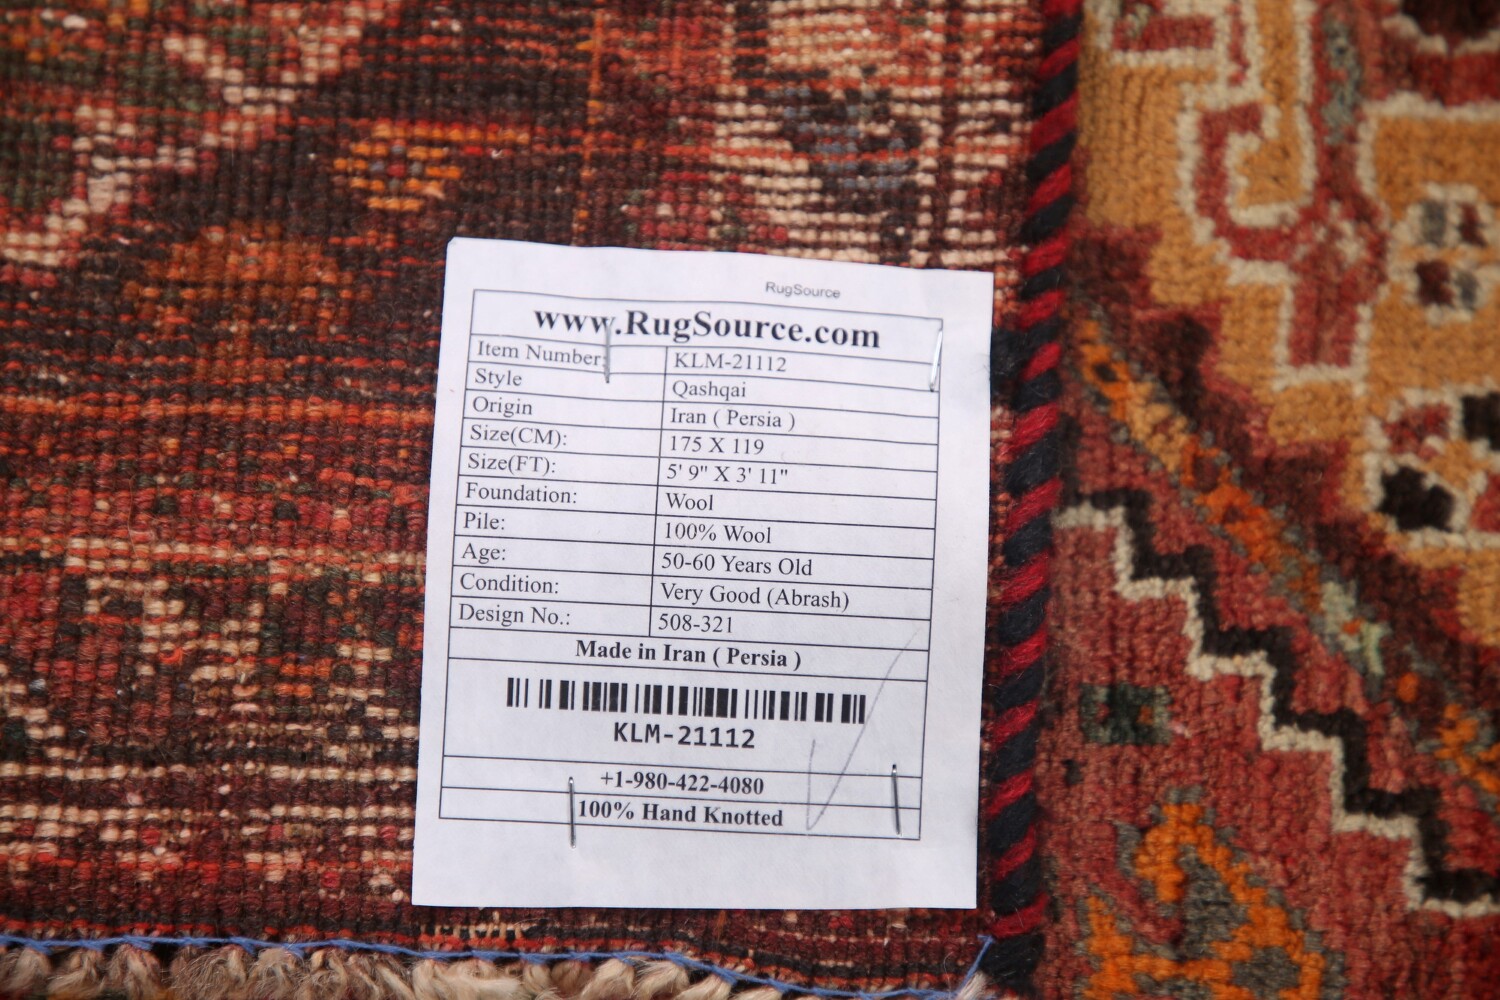 RugSource
www.RugSource.com
Item Number: KLM-21112
Style Qashqai
Origin Iran ( Persia )
Size(CM): 175 X 119
Size(FT): 5' 9" X 3' 11"
Foundation: Wool
Pile: 100% Wool
Age: 50-60 Years Old
Condition: Very Good (Abrash)
Design No.: 508-321
Made in Iran ( Persia )
KLM-21112
+1-980-422-4080
100% Hand Knotted